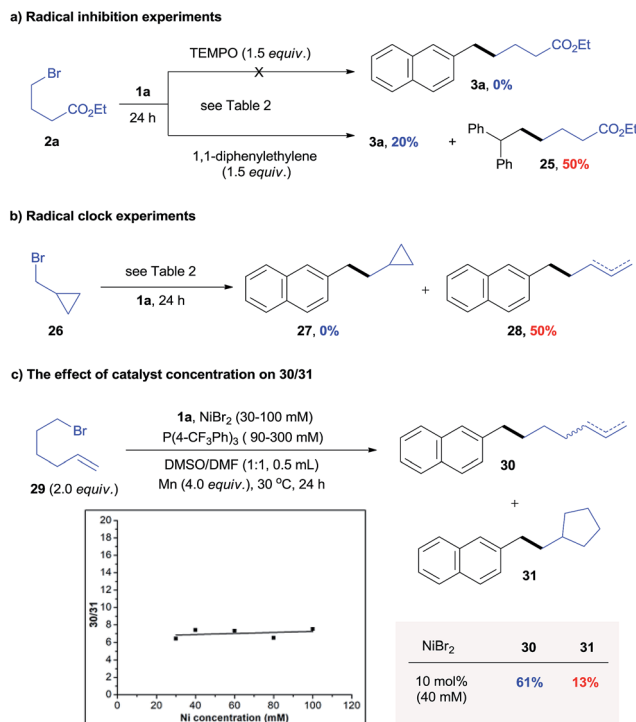 a) Radical inhibition experiments
Br
CO₂Et
2a
1a
24 h
TEMPO (1.5 equiv.)
X
see Table 2
1,1-diphenylethylene
(1.5 equiv.)
CO₂Et
3a, 0%
3a, 20%
+
Ph
Ph
CO₂Et
25, 50%
b) Radical clock experiments
Br
26
see Table 2
1a, 24 h
27, 0%
+
28, 50%
c) The effect of catalyst concentration on 30/31
Br
29 (2.0 equiv.)
1a, NiBr₂ (30-100 mM)
P(4-CF₃Ph)₃ ( 90-300 mM)
DMSO/DMF (1:1, 0.5 mL)
Mn (4.0 equiv.), 30 °C, 24 h
30
+
31
30/31
20
18
16
14
12
10
8
6
4
2
0
0 20 40 60 80 100 120
Ni concentration (mM)
NiBr₂ 30 31
10 mol% 61% 13%
(40 mM)